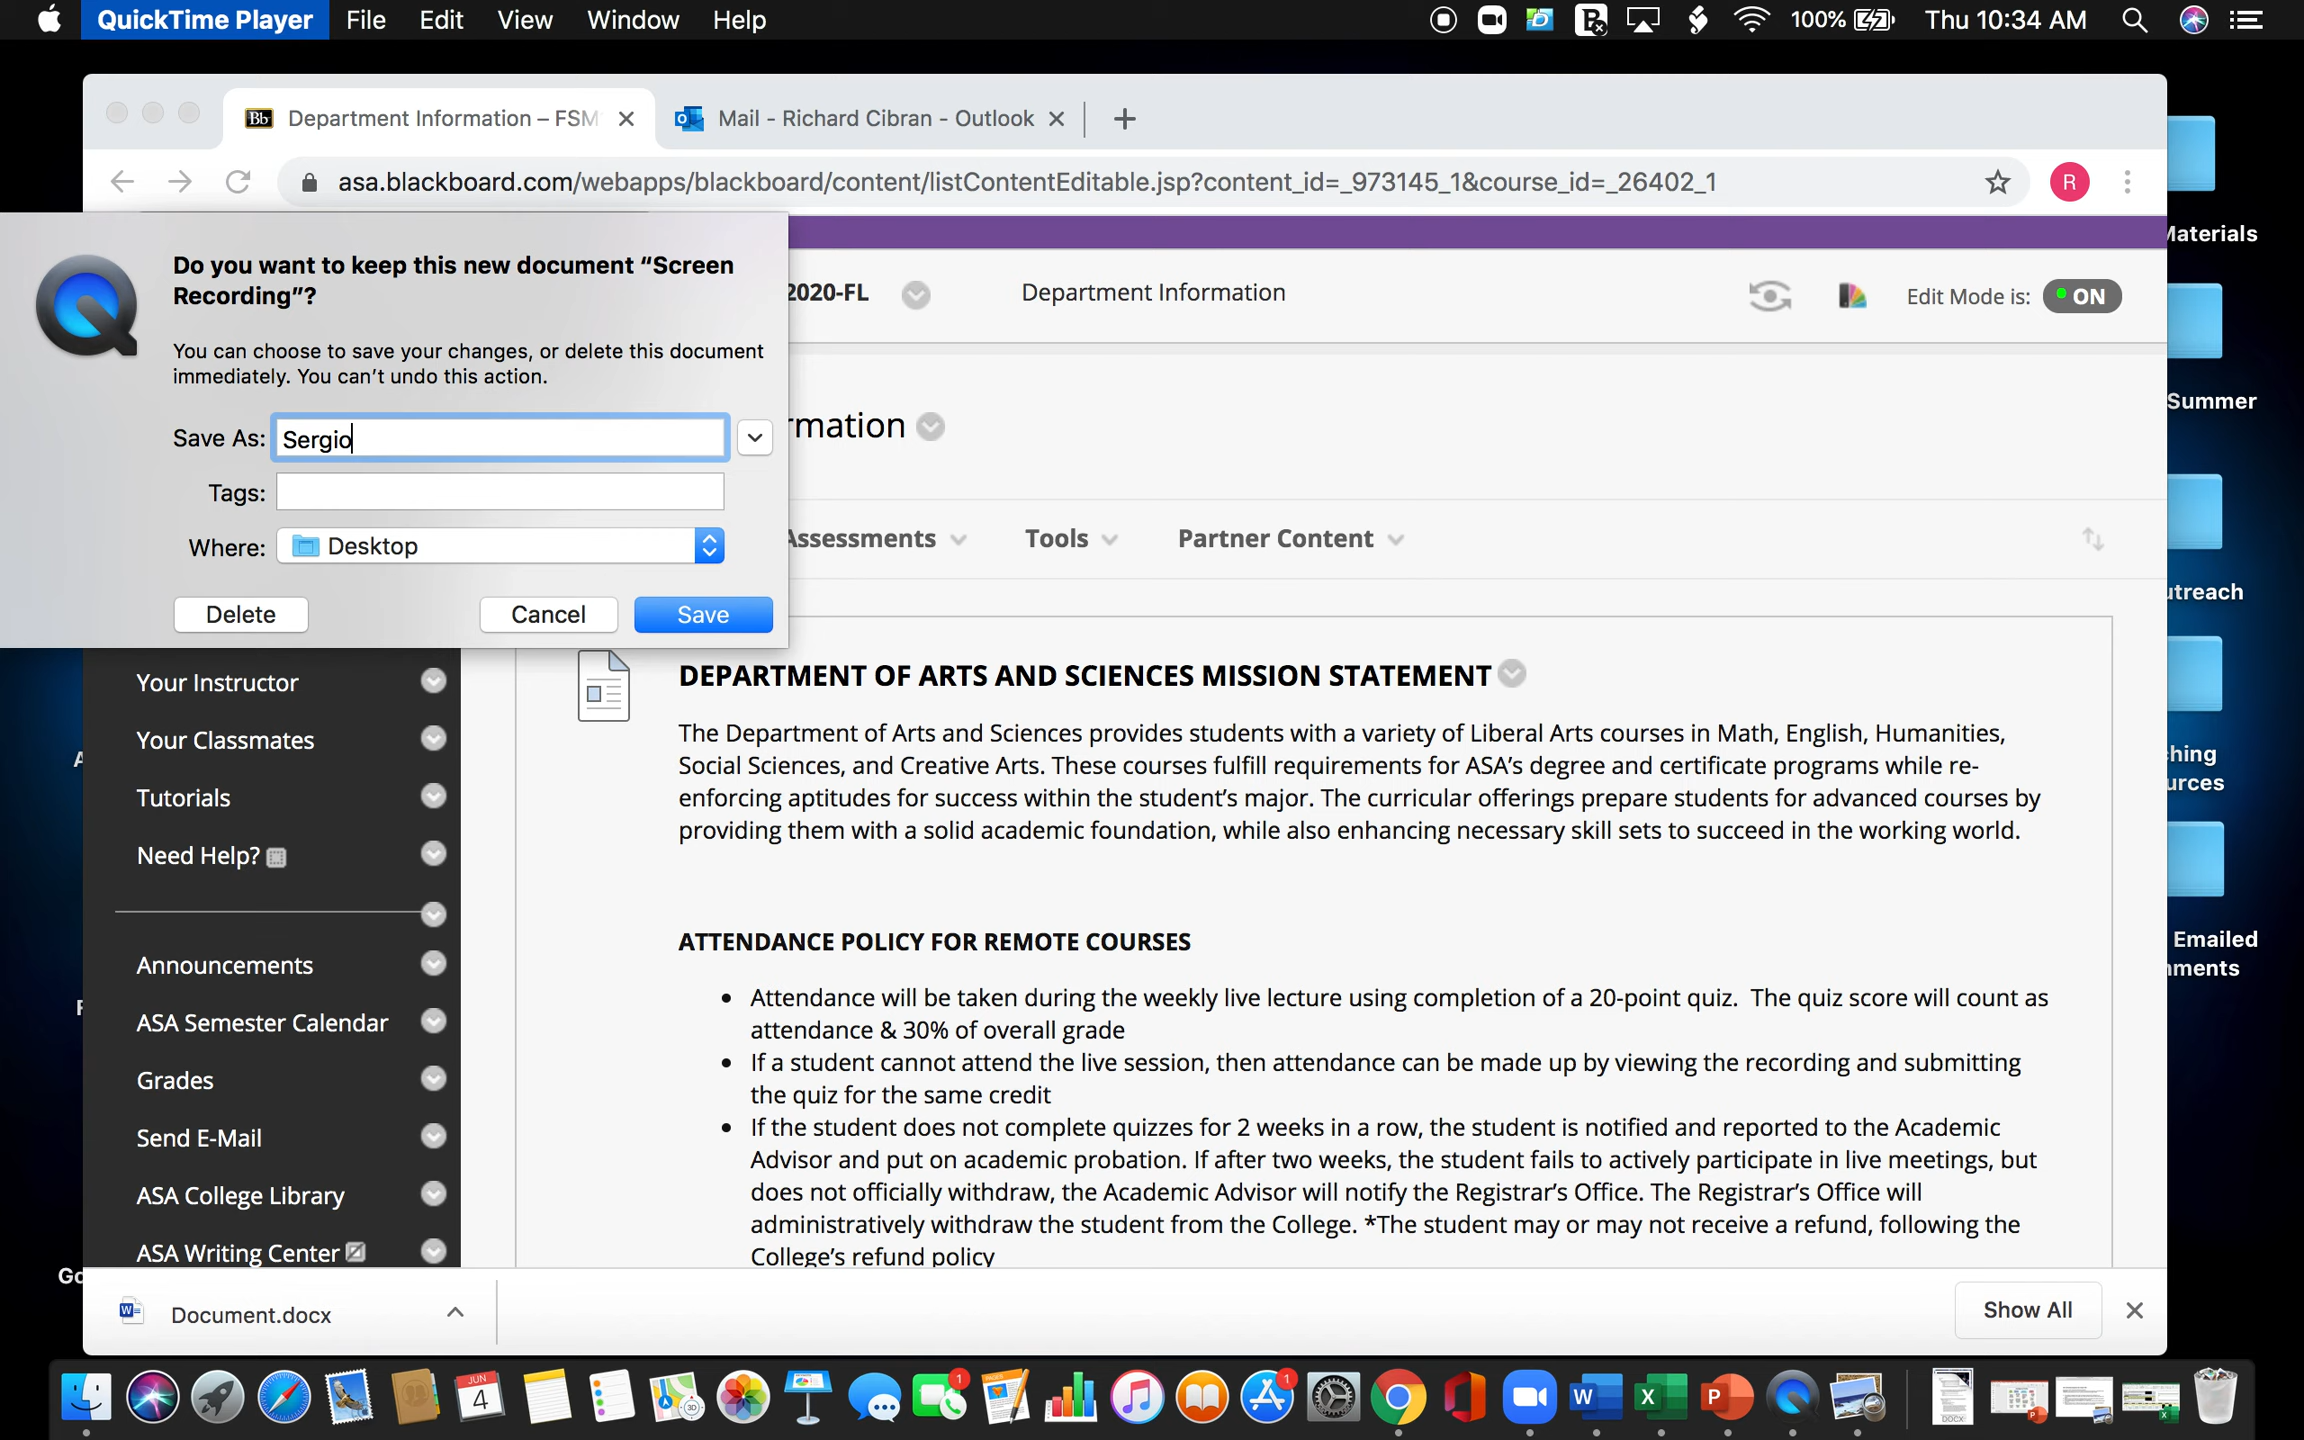 QuickTime Player File Edit View Window Help 100% Thu 10:34 AM
Bb Department Information – FSM Mail - Richard Cibran - Outlook
asa.blackboard.com/webapps/blackboard/content/listContentEditable.jsp?content_id=_973145_1&course_id=_26402_1 R
Do you want to keep this new document “Screen
Recording”?
You can choose to save your changes, or delete this document
immediately. You can’t undo this action.
Save As: Sergio
Tags:
Where: Desktop
Delete Cancel Save
2020-FL Department Information Edit Mode is: ON
rmation
Assessments Tools Partner Content
Your Instructor
Your Classmates
Tutorials
Need Help?
Announcements
ASA Semester Calendar
Grades
Send E-Mail
ASA College Library
ASA Writing Center
DEPARTMENT OF ARTS AND SCIENCES MISSION STATEMENT
The Department of Arts and Sciences provides students with a variety of Liberal Arts courses in Math, English, Humanities,
Social Sciences, and Creative Arts. These courses fulfill requirements for ASA’s degree and certificate programs while re-
enforcing aptitudes for success within the student’s major. The curricular offerings prepare students for advanced courses by
providing them with a solid academic foundation, while also enhancing necessary skill sets to succeed in the working world.
ATTENDANCE POLICY FOR REMOTE COURSES
• Attendance will be taken during the weekly live lecture using completion of a 20-point quiz. The quiz score will count as
attendance & 30% of overall grade
• If a student cannot attend the live session, then attendance can be made up by viewing the recording and submitting
the quiz for the same credit
• If the student does not complete quizzes for 2 weeks in a row, the student is notified and reported to the Academic
Advisor and put on academic probation. If after two weeks, the student fails to actively participate in live meetings, but
does not officially withdraw, the Academic Advisor will notify the Registrar’s Office. The Registrar’s Office will
administratively withdraw the student from the College. *The student may or may not receive a refund, following the
College’s refund policy
Materials
Summer
utreach
ching
urces
Emailed
ments
Go
Document.docx Show All
JUN
4
3D
1
1
W X P
DOCX